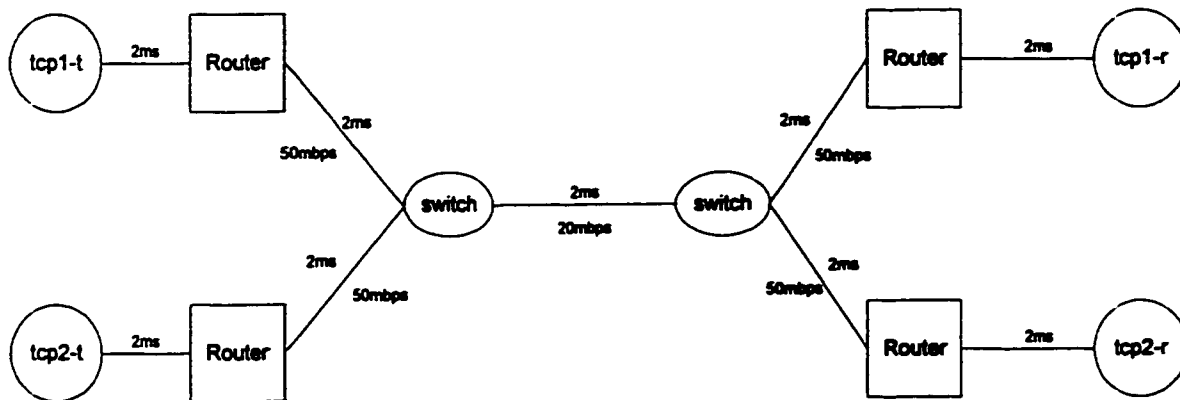 tcp1-t
2ms
Router
2ms
50mbps
switch
2ms
20mbps
switch
2ms
50mbps
Router
2ms
tcp1-r
tcp2-t
2ms
Router
2ms
50mbps
2ms
50mbps
Router
2ms
tcp2-r